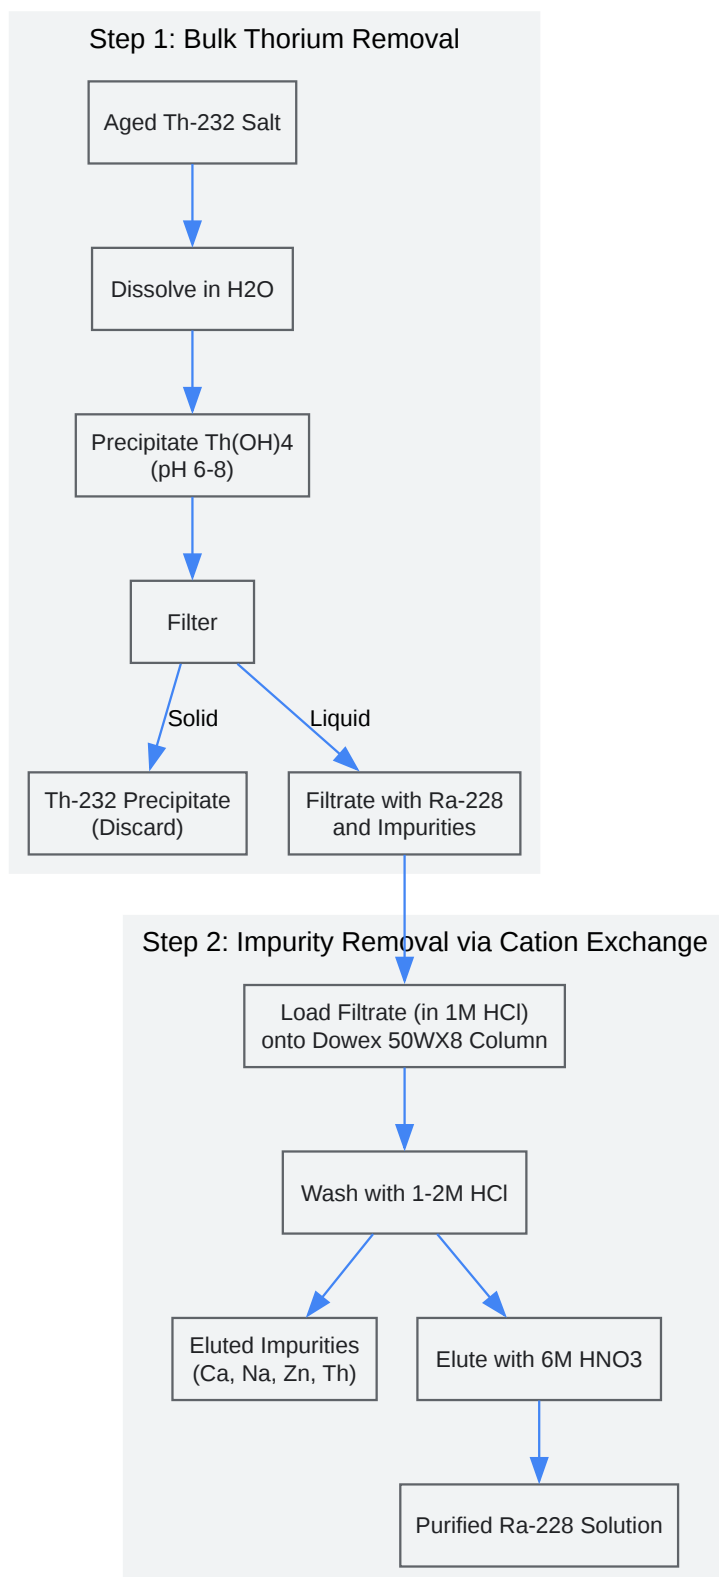 Step 1: Bulk Thorium Removal
Aged Th-232 Salt
Dissolve in H2O
Precipitate Th(OH)4
(pH 6-8)
Filter
Solid
Liquid
Th-232 Precipitate
(Discard)
Filtrate with Ra-228
and Impurities
Step 2: Impurity Removal via Cation Exchange
Load Filtrate (in 1M HCl)
onto Dowex 50WX8 Column
Wash with 1-2M HCl
Eluted Impurities
(Ca, Na, Zn, Th)
Elute with 6M HNO3
Purified Ra-228 Solution